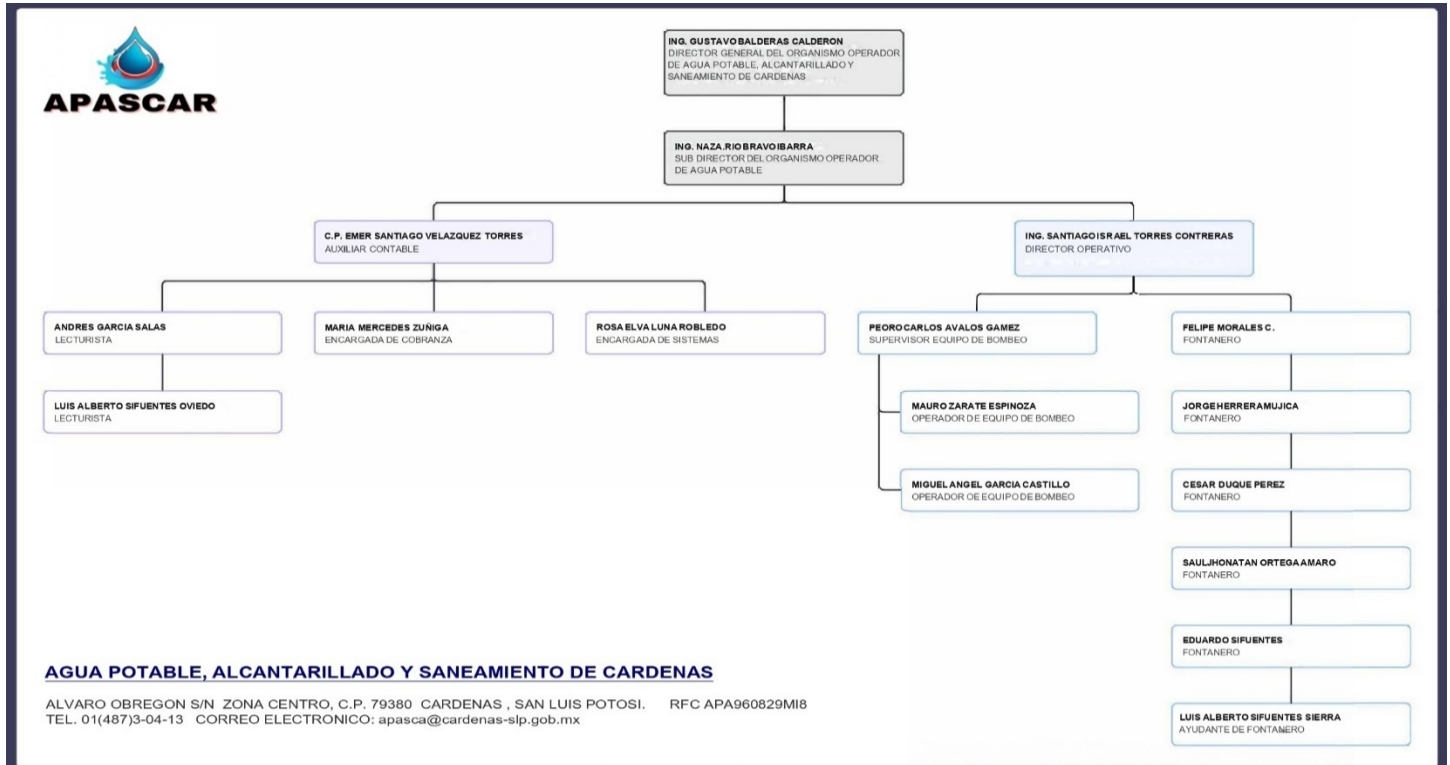 APASCAR
ING. GUSTAVO BALDERAS CALDERON
DIRECTOR GENERAL DEL ORGANISMO OPERADOR
DE AGUA POTABLE, ALCANTARILLADO Y
SANEAMIENTO DE CARDENAS
ING. NAZA.RIO BRAVO IBARRA
SUB DIRECTOR DEL ORGANISMO OPERADOR
DE AGUA POTABLE
C.P. EMER SANTIAGO VELAZQUEZ TORRES
AUXILIAR CONTABLE
ING. SANTIAGO ISRAEL TORRES CONTRERAS
DIRECTOR OPERATIVO
ANDRES GARCIA SALAS
LECTURISTA
MARIA MERCEDES ZUÑIGA
ENCARGADA DE COBRANZA
ROSA ELVA LUNA ROBLEDO
ENCARGADA DE SISTEMAS
PEORO CARLOS AVALOS GAMEZ
SUPERVISOR EQUIPO DE BOMBEO
FELIPE MORALES C.
FONTANERO
LUIS ALBERTO SIFUENTES OVIEDO
LECTURISTA
MAURO ZARATE ESPINOZA
OPERADOR DE EQUIPO DE BOMBEO
JORGE HERRERA MUJICA
FONTANERO
MIGUEL ANGEL GARCIA CASTILLO
OPERADOR OE EQUIPO DE BOMBEO
CESAR DUQUE PEREZ
FONTANERO
SAUL JHONATAN ORTEGA AMARO
FONTANERO
EDUARDO SIFUENTES
FONTANERO
LUIS ALBERTO SIFUENTES SIERRA
AYUDANTE DE FONTANERO
AGUA POTABLE, ALCANTARILLADO Y SANEAMIENTO DE CARDENAS
ALVARO OBREGON S/N ZONA CENTRO, C.P. 79380 CARDENAS , SAN LUIS POTOSI. RFC APA960829MI8
TEL. 01(487)3-04-13 CORREO ELECTRONICO: apasca@cardenas-slp.gob.mx